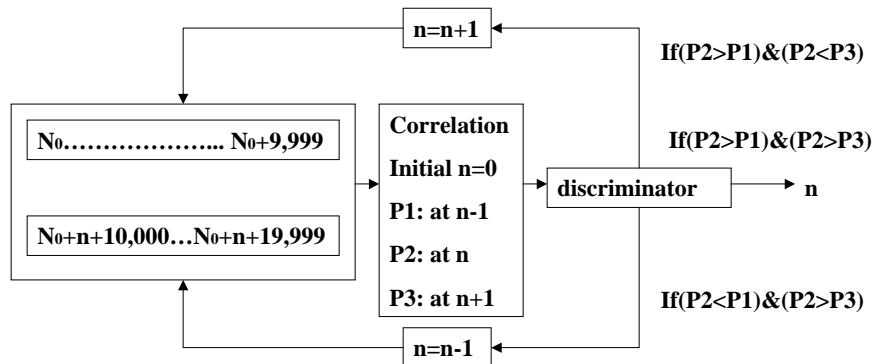 n=n+1
If(P2>P1)&(P2<P3)
N₀………………... N₀+9,999
N₀+n+10,000…N₀+n+19,999
Correlation
Initial n=0
P1: at n-1
P2: at n
P3: at n+1
If(P2>P1)&(P2>P3)
discriminator
n
If(P2<P1)&(P2>P3)
n=n-1